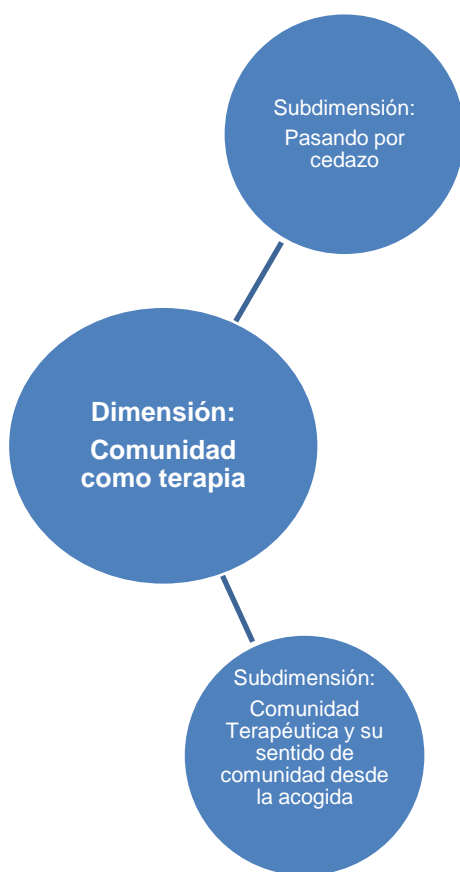 Subdimensión:
Pasando por
cedazo
Dimensión:
Comunidad
como terapia
Subdimensión:
Comunidad
Terapéutica y su
sentido de
comunidad desde
la acogida